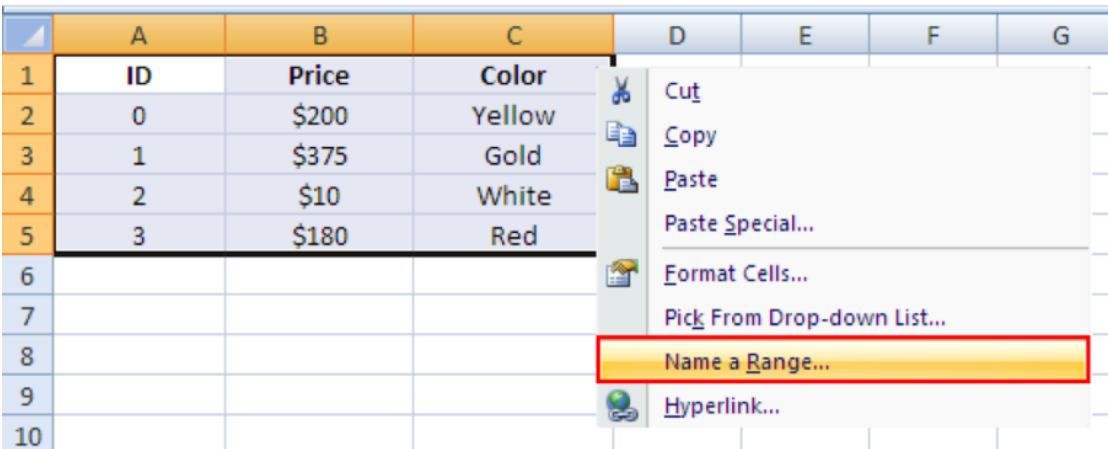 A B C D E F G
1 ID Price Color
2 0 $200 Yellow
3 1 $375 Gold
4 2 $10 White
5 3 $180 Red
6
7
8
9
10
Cut
Copy
Paste
Paste Special...
Format Cells...
Pick From Drop-down List...
Name a Range...
Hyperlink...